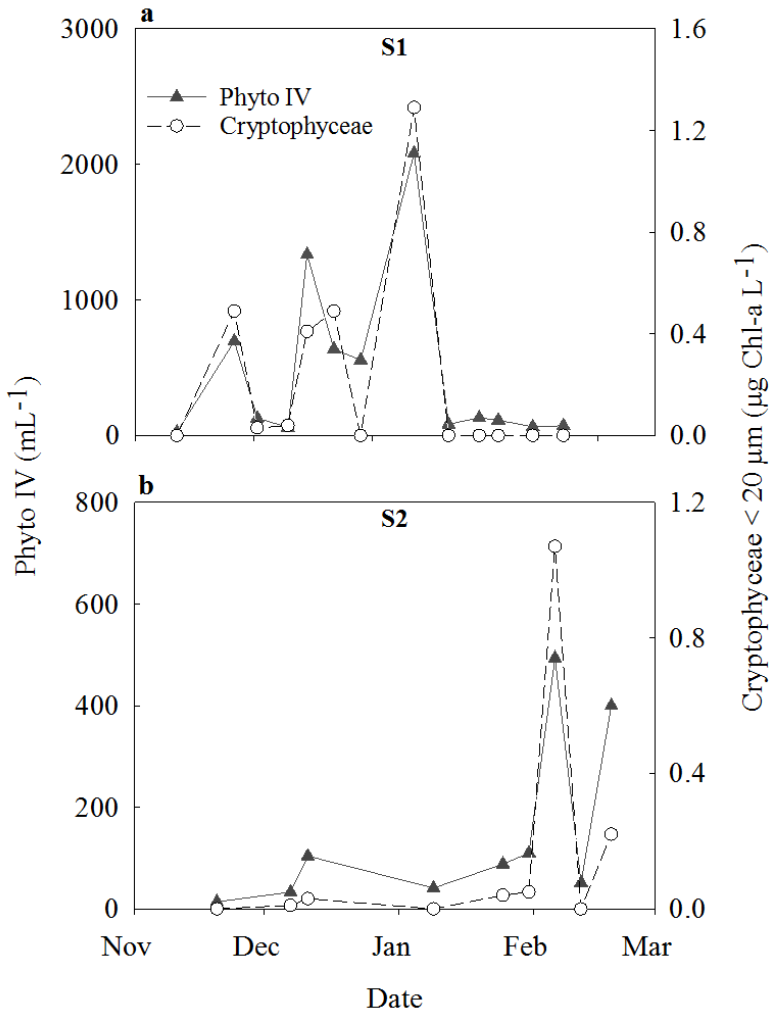 a
S1
Phyto IV
Cryptophyceae
3000
2000
1000
0
1.6
1.2
0.8
0.4
0.0
b
S2
800
600
400
200
0
1.2
0.8
0.4
0.0
Nov Dec Jan Feb Mar
Date
Phyto IV (mL⁻¹)
Cryptophyceae < 20 µm (µg Chl-a L⁻¹)